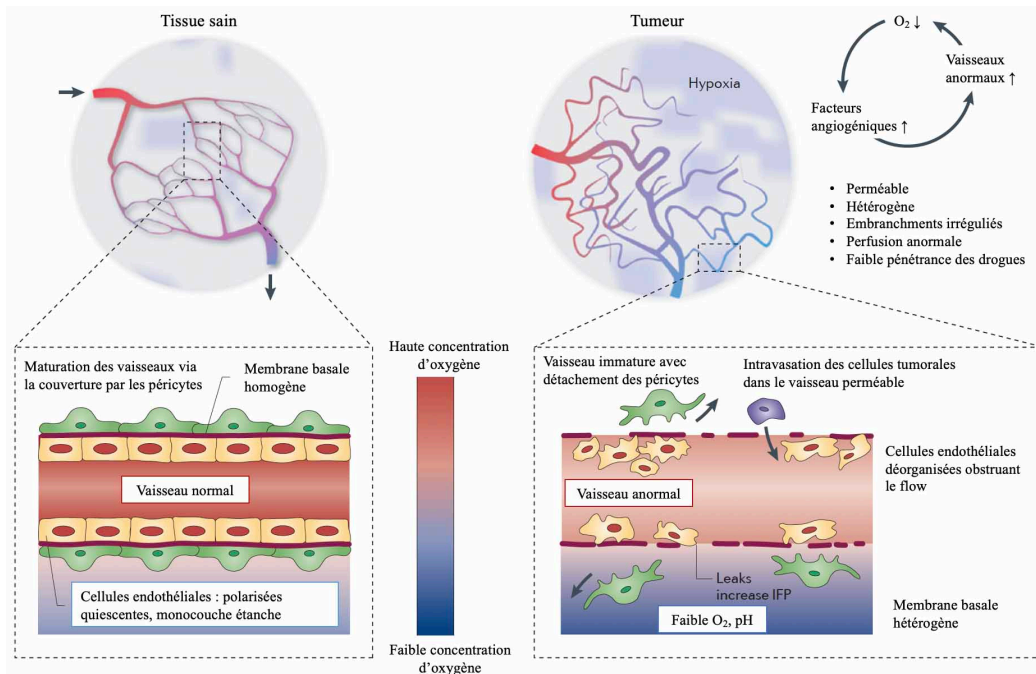 Tissue sain
Tumeur
Hypoxia
O₂ ↓
Vaisseaux
anormaux ↑
Facteurs
angiogéniques ↑
• Perméable
• Hétérogène
• Embranchments irréguliés
• Perfusion anormale
• Faible pénétrance des drogues
Maturation des vaisseaux via
la couverture par les péricytes
Membrane basale
homogène
Vaisseau normal
Cellules endothéliales : polarisées
quiescentes, monocouche étanche
Haute concentration
d’oxygène
Faible concentration
d’oxygène
Vaisseau immature avec
détachement des péricytes
Intravasation des cellules tumorales
dans le vaisseau perméable
Cellules endothéliales
déorganisées obstruant
le flow
Vaisseau anormal
Leaks
increase IFP
Faible O₂, pH
Membrane basale
hétérogène